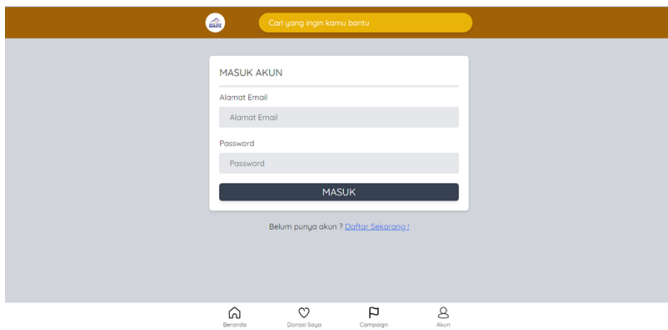 Cari yang ingin kamu bantu
MASUK AKUN
Alamat Email
Alamat Email
Password
Password
MASUK
Belum punya akun ? Daftar Sekarang !
Beranda
Donasi Saya
Campaign
Akun